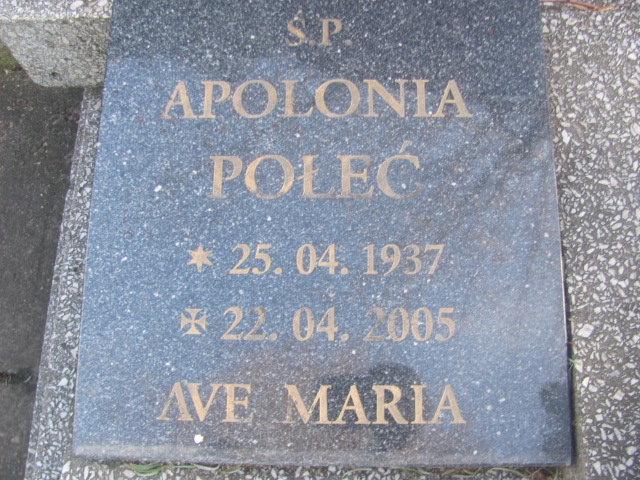 Ś.P.
APOLONIA
POŁEĆ
* 25. 04. 1937
✠ 22. 04. 2005
AVE MARIA